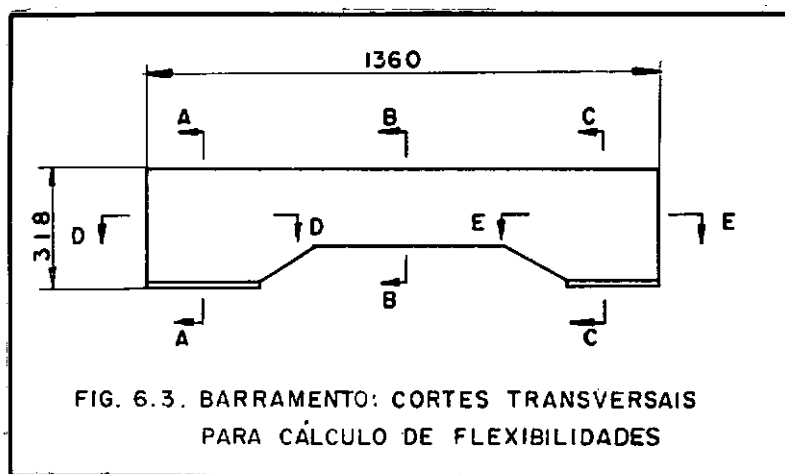 1360
A B C
318
D D E E
B
A C
FIG. 6.3. BARRAMENTO: CORTES TRANSVERSAIS
PARA CÁLCULO DE FLEXIBILIDADES